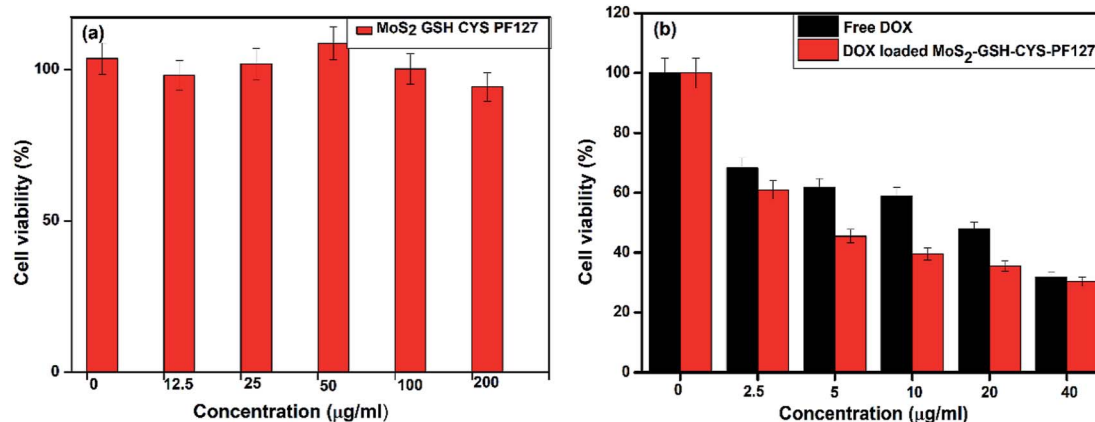 (a)
MoS2 GSH CYS PF127
100
50
0
Cell viability (%)
0 12.5 25 50 100 200
Concentration (μg/ml)
(b)
Free DOX
DOX loaded MoS2-GSH-CYS-PF127
120
100
80
60
40
20
0
Cell viability (%)
0 2.5 5 10 20 40
Concentration (μg/ml)